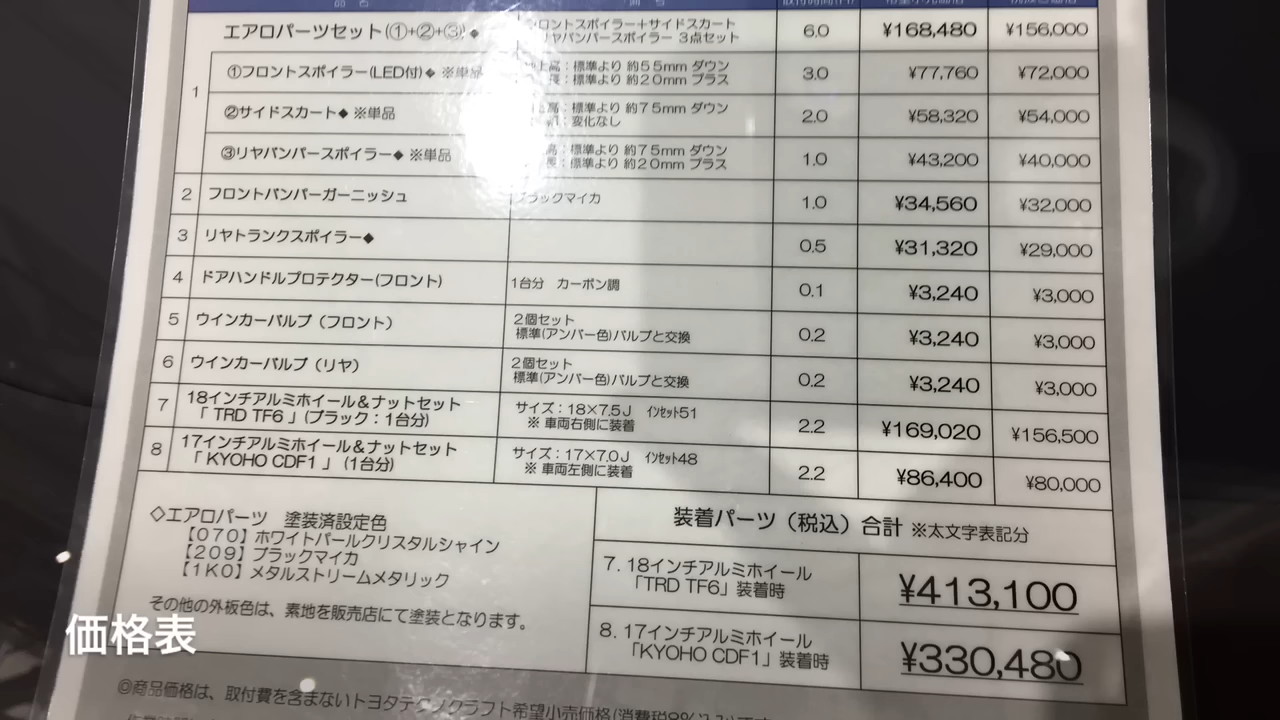 エアロパーツセット(①+②+③)◆ ロントスポイラー+サイドスカート
リヤバンパースポイラー 3点セット 6.0 ¥168,480 ¥156,000
1
①フロントスポイラー(LED付)◆ ※単品 上高:標準より 約55mm ダウン
長:標準より 約20mm プラス 3.0 ¥77,760 ¥72,000
②サイドスカート◆ ※単品 高:標準より 約75mm ダウン
:変化なし 2.0 ¥58,320 ¥54,000
③リヤバンパースポイラー◆ ※単品 高:標準より 約75mm ダウン
長:標準より 約20mm プラス 1.0 ¥43,200 ¥40,000
2 フロントバンパーガーニッシュ ブラックマイカ 1.0 ¥34,560 ¥32,000
3 リヤトランクスポイラー◆ 0.5 ¥31,320 ¥29,000
4 ドアハンドルプロテクター(フロント) 1台分 カーボン調 0.1 ¥3,240 ¥3,000
5 ウインカーバルブ(フロント) 2個セット
標準(アンバー色)バルブと交換 0.2 ¥3,240 ¥3,000
6 ウインカーバルブ(リヤ) 2個セット
標準(アンバー色)バルブと交換 0.2 ¥3,240 ¥3,000
7 18インチアルミホイール&ナットセット サイズ:18×7.5J インセット51
「TRD TF6」(ブラック:1台分) ※ 車両右側に装着 2.2 ¥169,020 ¥156,500
8 17インチアルミホイール&ナットセット サイズ:17×7.0J インセット48
「KYOHO CDF1」(1台分) ※ 車両左側に装着 2.2 ¥86,400 ¥80,000
◇エアロパーツ 塗装済設定色
【070】ホワイトパールクリスタルシャイン
【209】ブラックマイカ
【1K0】メタルストリームメタリック
その他の外板色は、素地を販売店にて塗装となります。
装着パーツ(税込)合計 ※太文字表記分
7. 18インチアルミホイール
「TRD TF6」装着時 ¥413,100
8. 17インチアルミホイール
「KYOHO CDF1」装着時 ¥330,480
価格表
◎商品価格は、取付費を含まないトヨタテクノクラフト希望小売価格(消費税8%込み)です